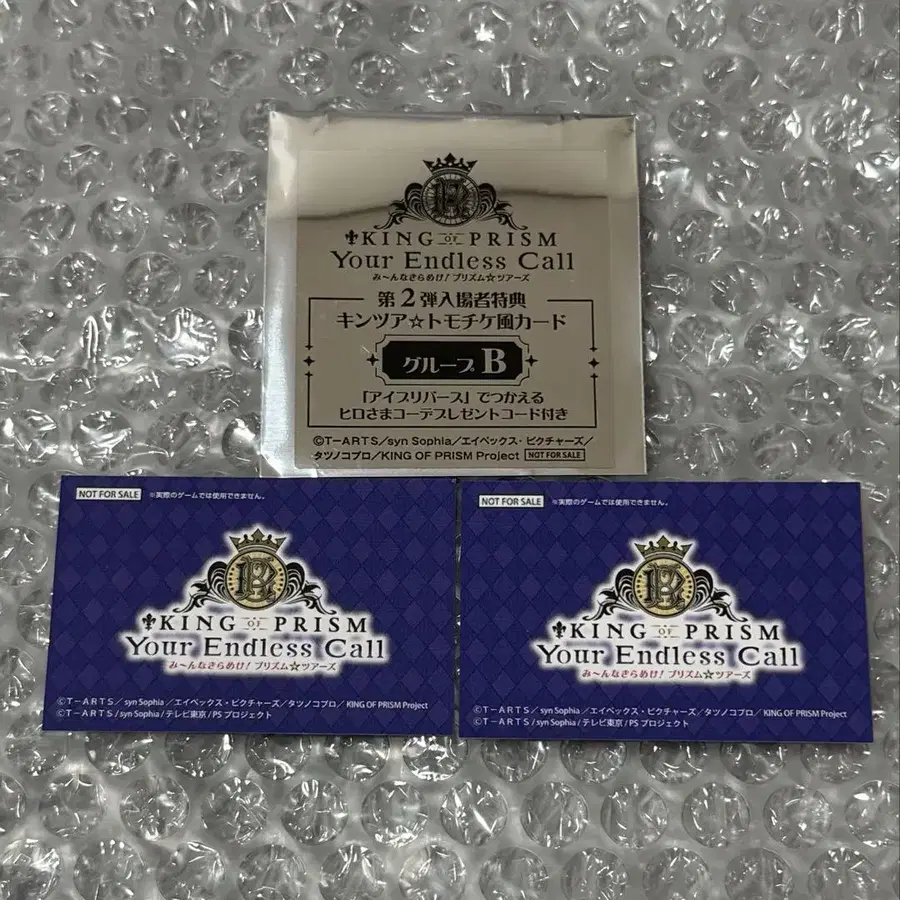 KING OF PRISM
Your Endless Call
み〜んなきらめけ!プリズム☆ツアーズ
第2弾入場者特典
キンツア☆トモチケ風カード
グループB
「アイプリバース」でつかえる
ヒロさまコーデプレゼントコード付き
©T-ARTS/syn Sophia/エイベックス・ピクチャーズ/
タツノコプロ/KING OF PRISM Project NOT FOR SALE
NOT FOR SALE ※実際のゲームでは使用できません。
KING OF PRISM
Your Endless Call
み〜んなきらめけ!プリズム☆ツアーズ
©T-ARTS/syn Sophia/エイベックス・ピクチャーズ/タツノコプロ/KING OF PRISM Project
©T-ARTS/syn Sophia/テレビ東京/PSプロジェクト
NOT FOR SALE ※実際のゲームでは使用できません。
KING OF PRISM
Your Endless Call
み〜んなきらめけ!プリズム☆ツアーズ
©T-ARTS/syn Sophia/エイベックス・ピクチャーズ/タツノコプロ/KING OF PRISM Project
©T-ARTS/syn Sophia/テレビ東京/PSプロジェクト